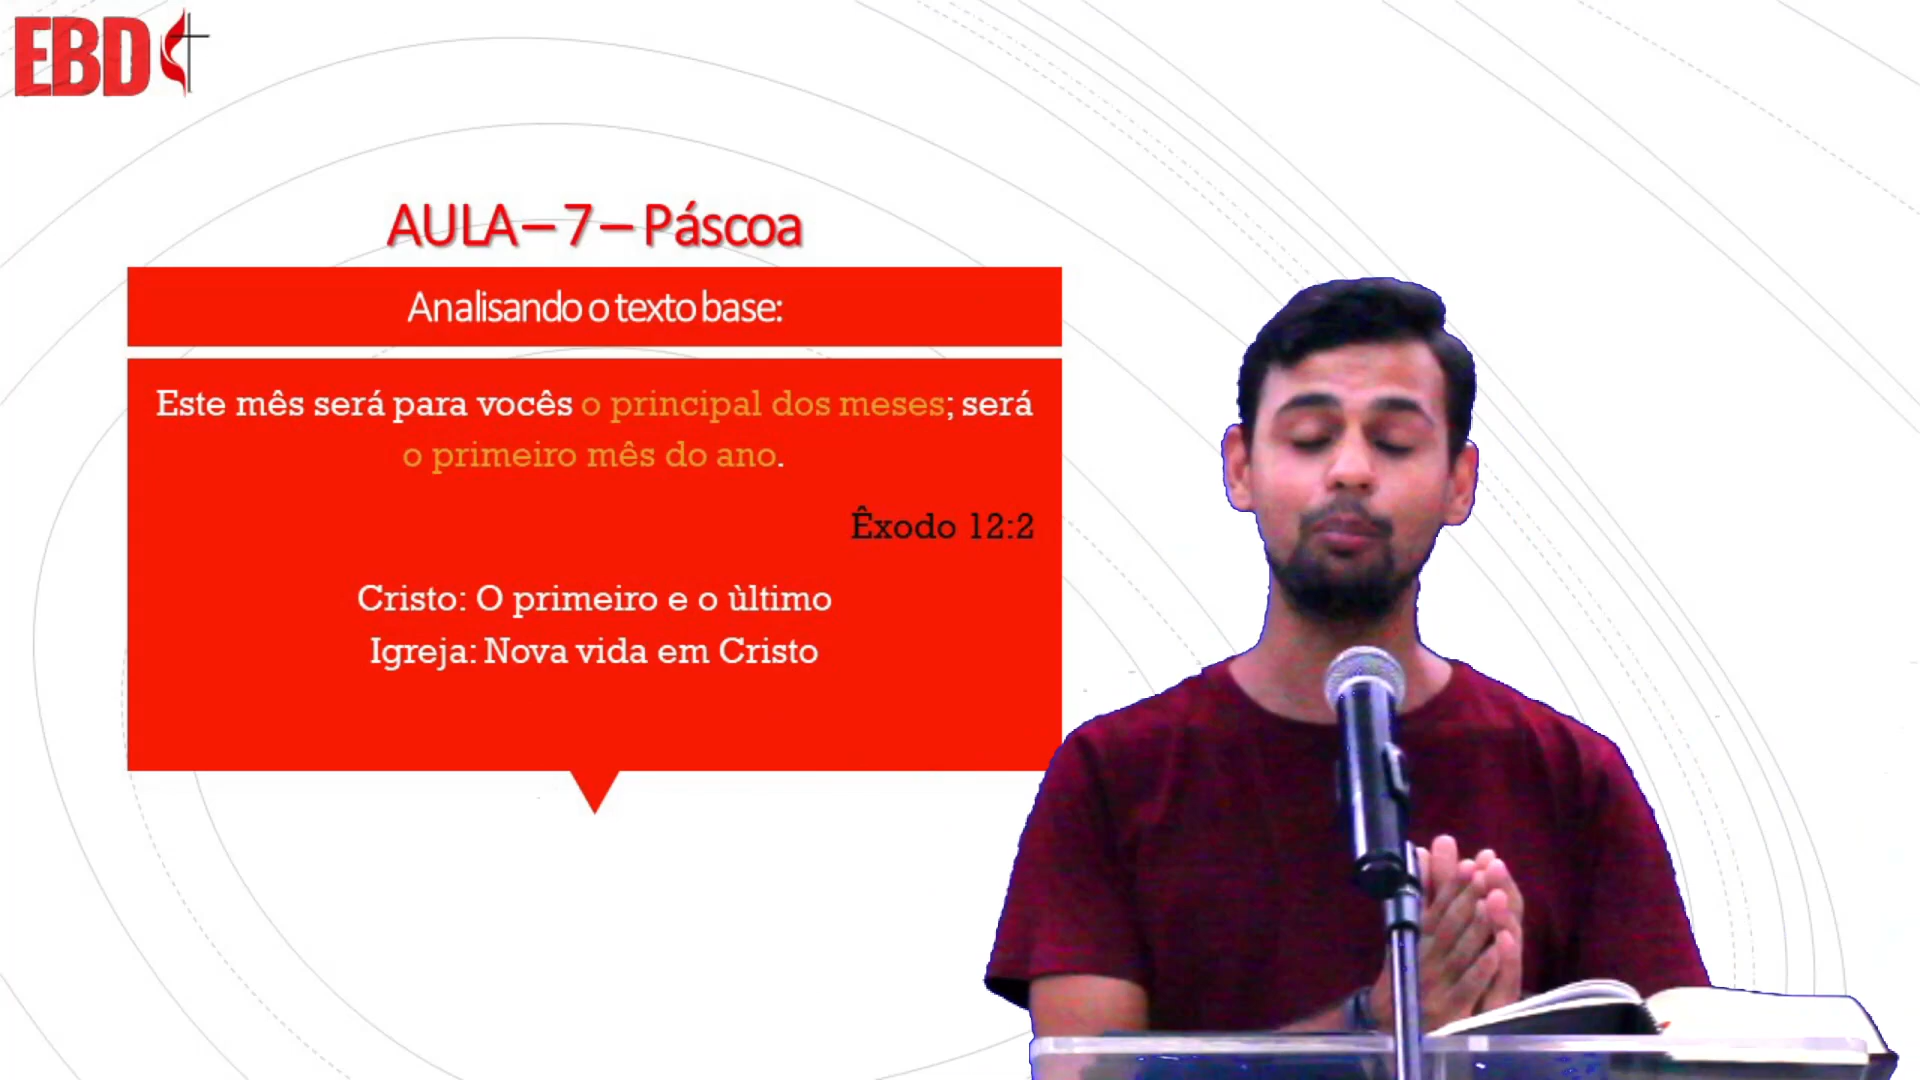 EBD
AULA – 7 – Páscoa
Analisando o texto base:
Este mês será para vocês o principal dos meses; será
o primeiro mês do ano.
Êxodo 12:2
Cristo: O primeiro e o ùltimo
Igreja: Nova vida em Cristo